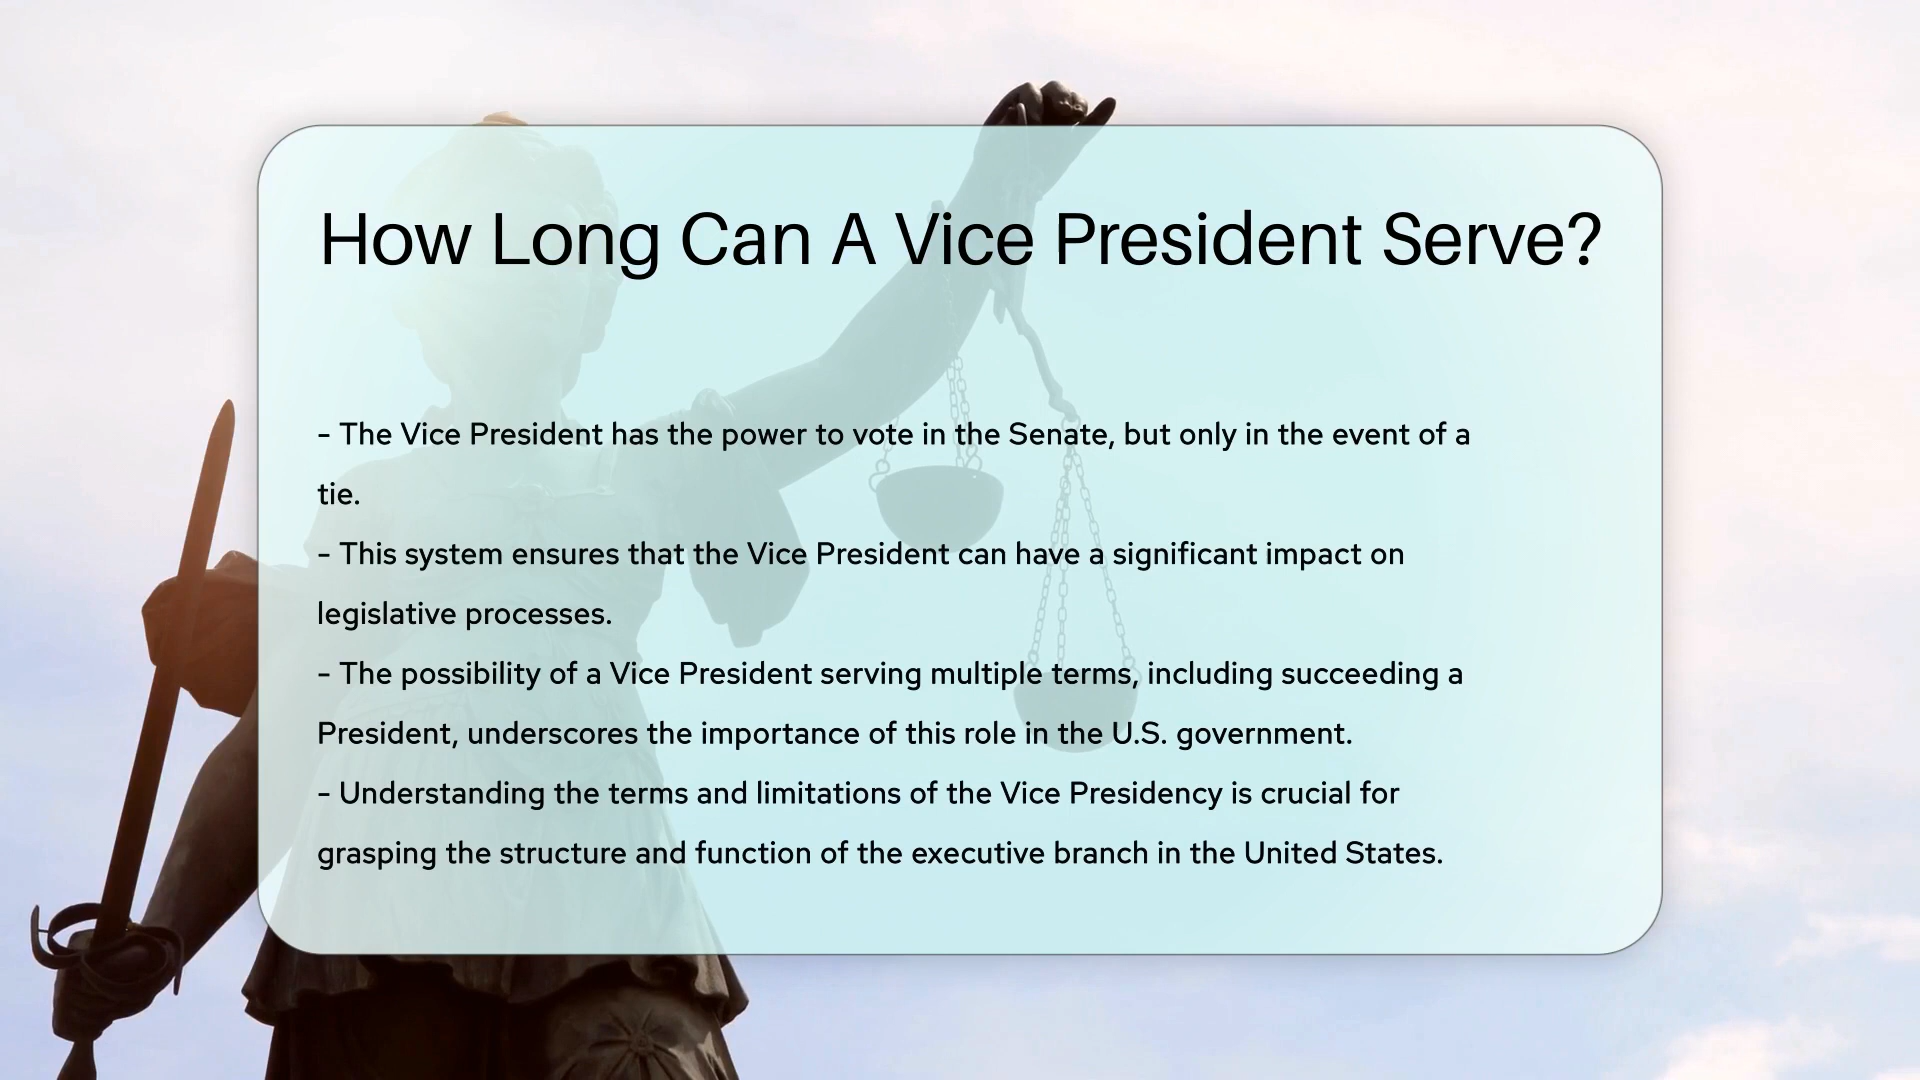 How Long Can A Vice President Serve?
– The Vice President has the power to vote in the Senate, but only in the event of a
tie.
– This system ensures that the Vice President can have a significant impact on
legislative processes.
– The possibility of a Vice President serving multiple terms, including succeeding a
President, underscores the importance of this role in the U.S. government.
– Understanding the terms and limitations of the Vice Presidency is crucial for
grasping the structure and function of the executive branch in the United States.